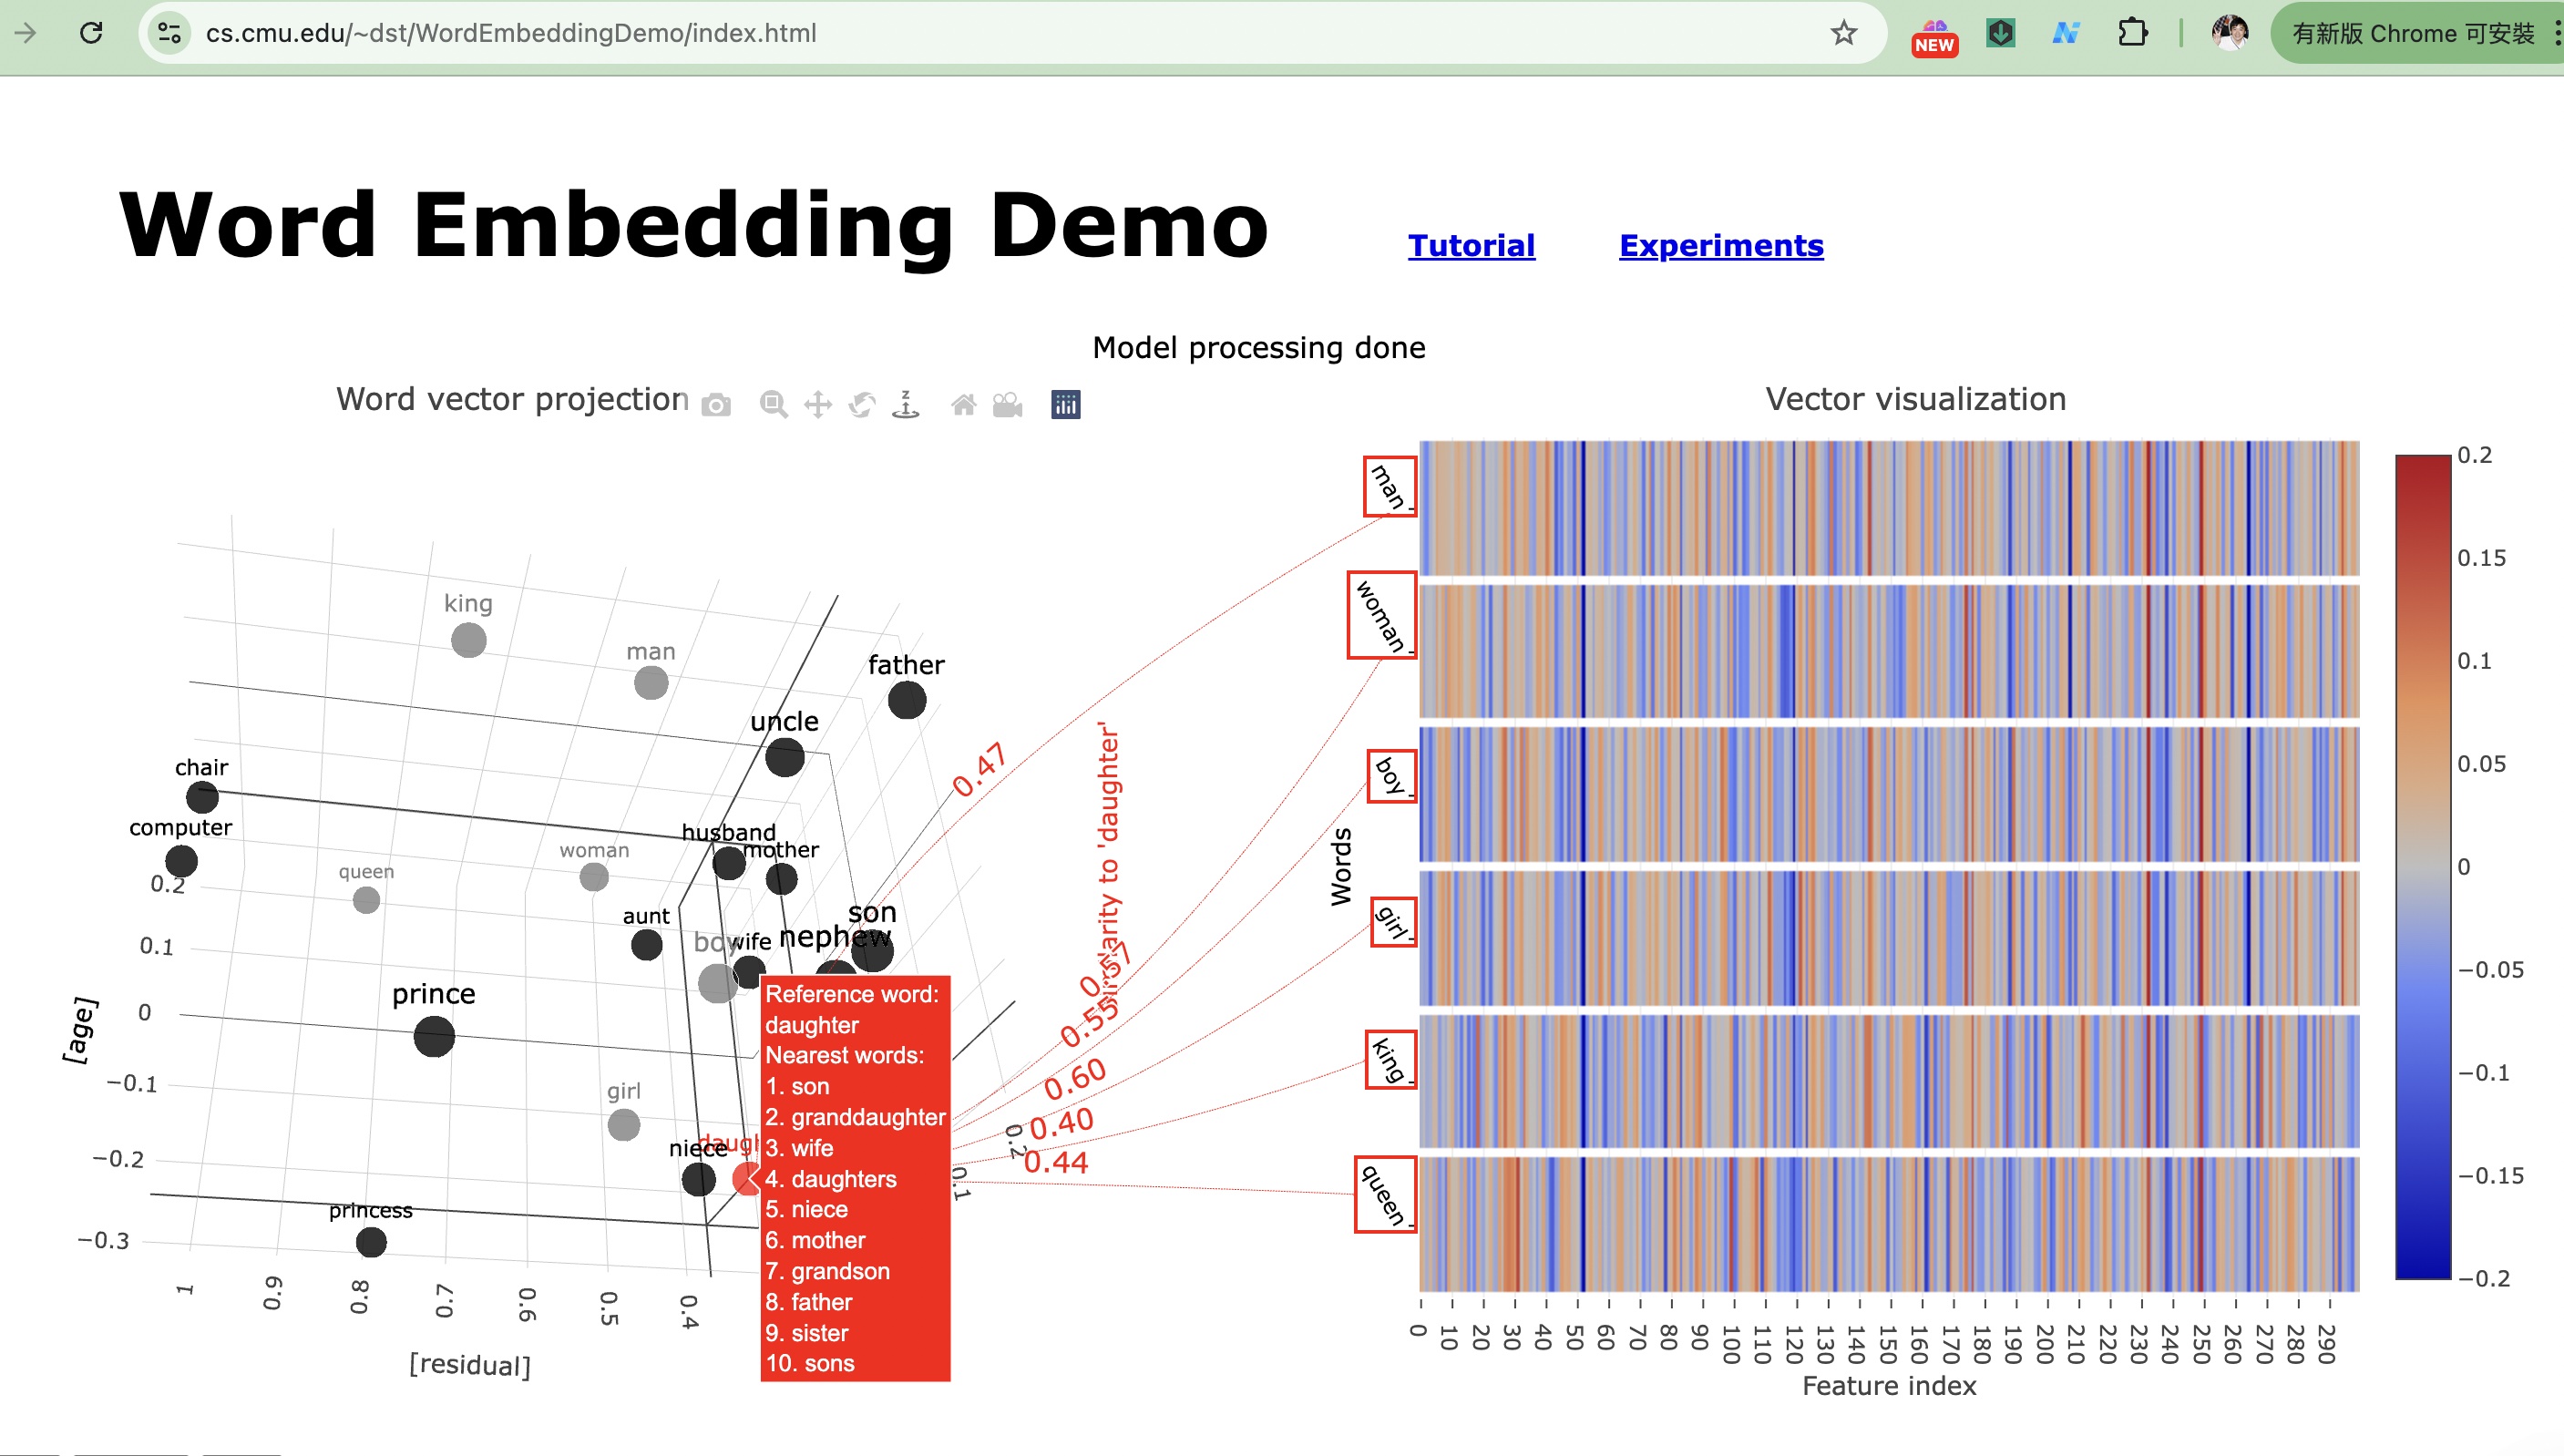 cs.cmu.edu/~dst/WordEmbeddingDemo/index.html
NEW
有新版 Chrome 可安裝
Word Embedding Demo
Tutorial
Experiments
Model processing done
Word vector projection
z
king
man
father
uncle
chair
computer
husband
mother
woman
queen
aunt
boy
wife
nephew
son
prince
girl
niece
princess
0.2
0.1
0
−0.1
−0.2
−0.3
[age]
1
0.9
0.8
0.7
0.6
0.5
0.4
[residual]
0.2
0.1
Reference word:
daughter
Nearest words:
1. son
2. granddaughter
3. wife
4. daughters
5. niece
6. mother
7. grandson
8. father
9. sister
10. sons
0.47
0.57
0.55
0.60
0.40
0.44
to 'daughter'
Vector visualization
Words
man
woman
boy
girl
king
queen
0 10 20 30 40 50 60 70 80 90 100 110 120 130 140 150 160 170 180 190 200 210 220 230 240 250 260 270 280 290
Feature index
0.2
0.15
0.1
0.05
0
−0.05
−0.1
−0.15
−0.2